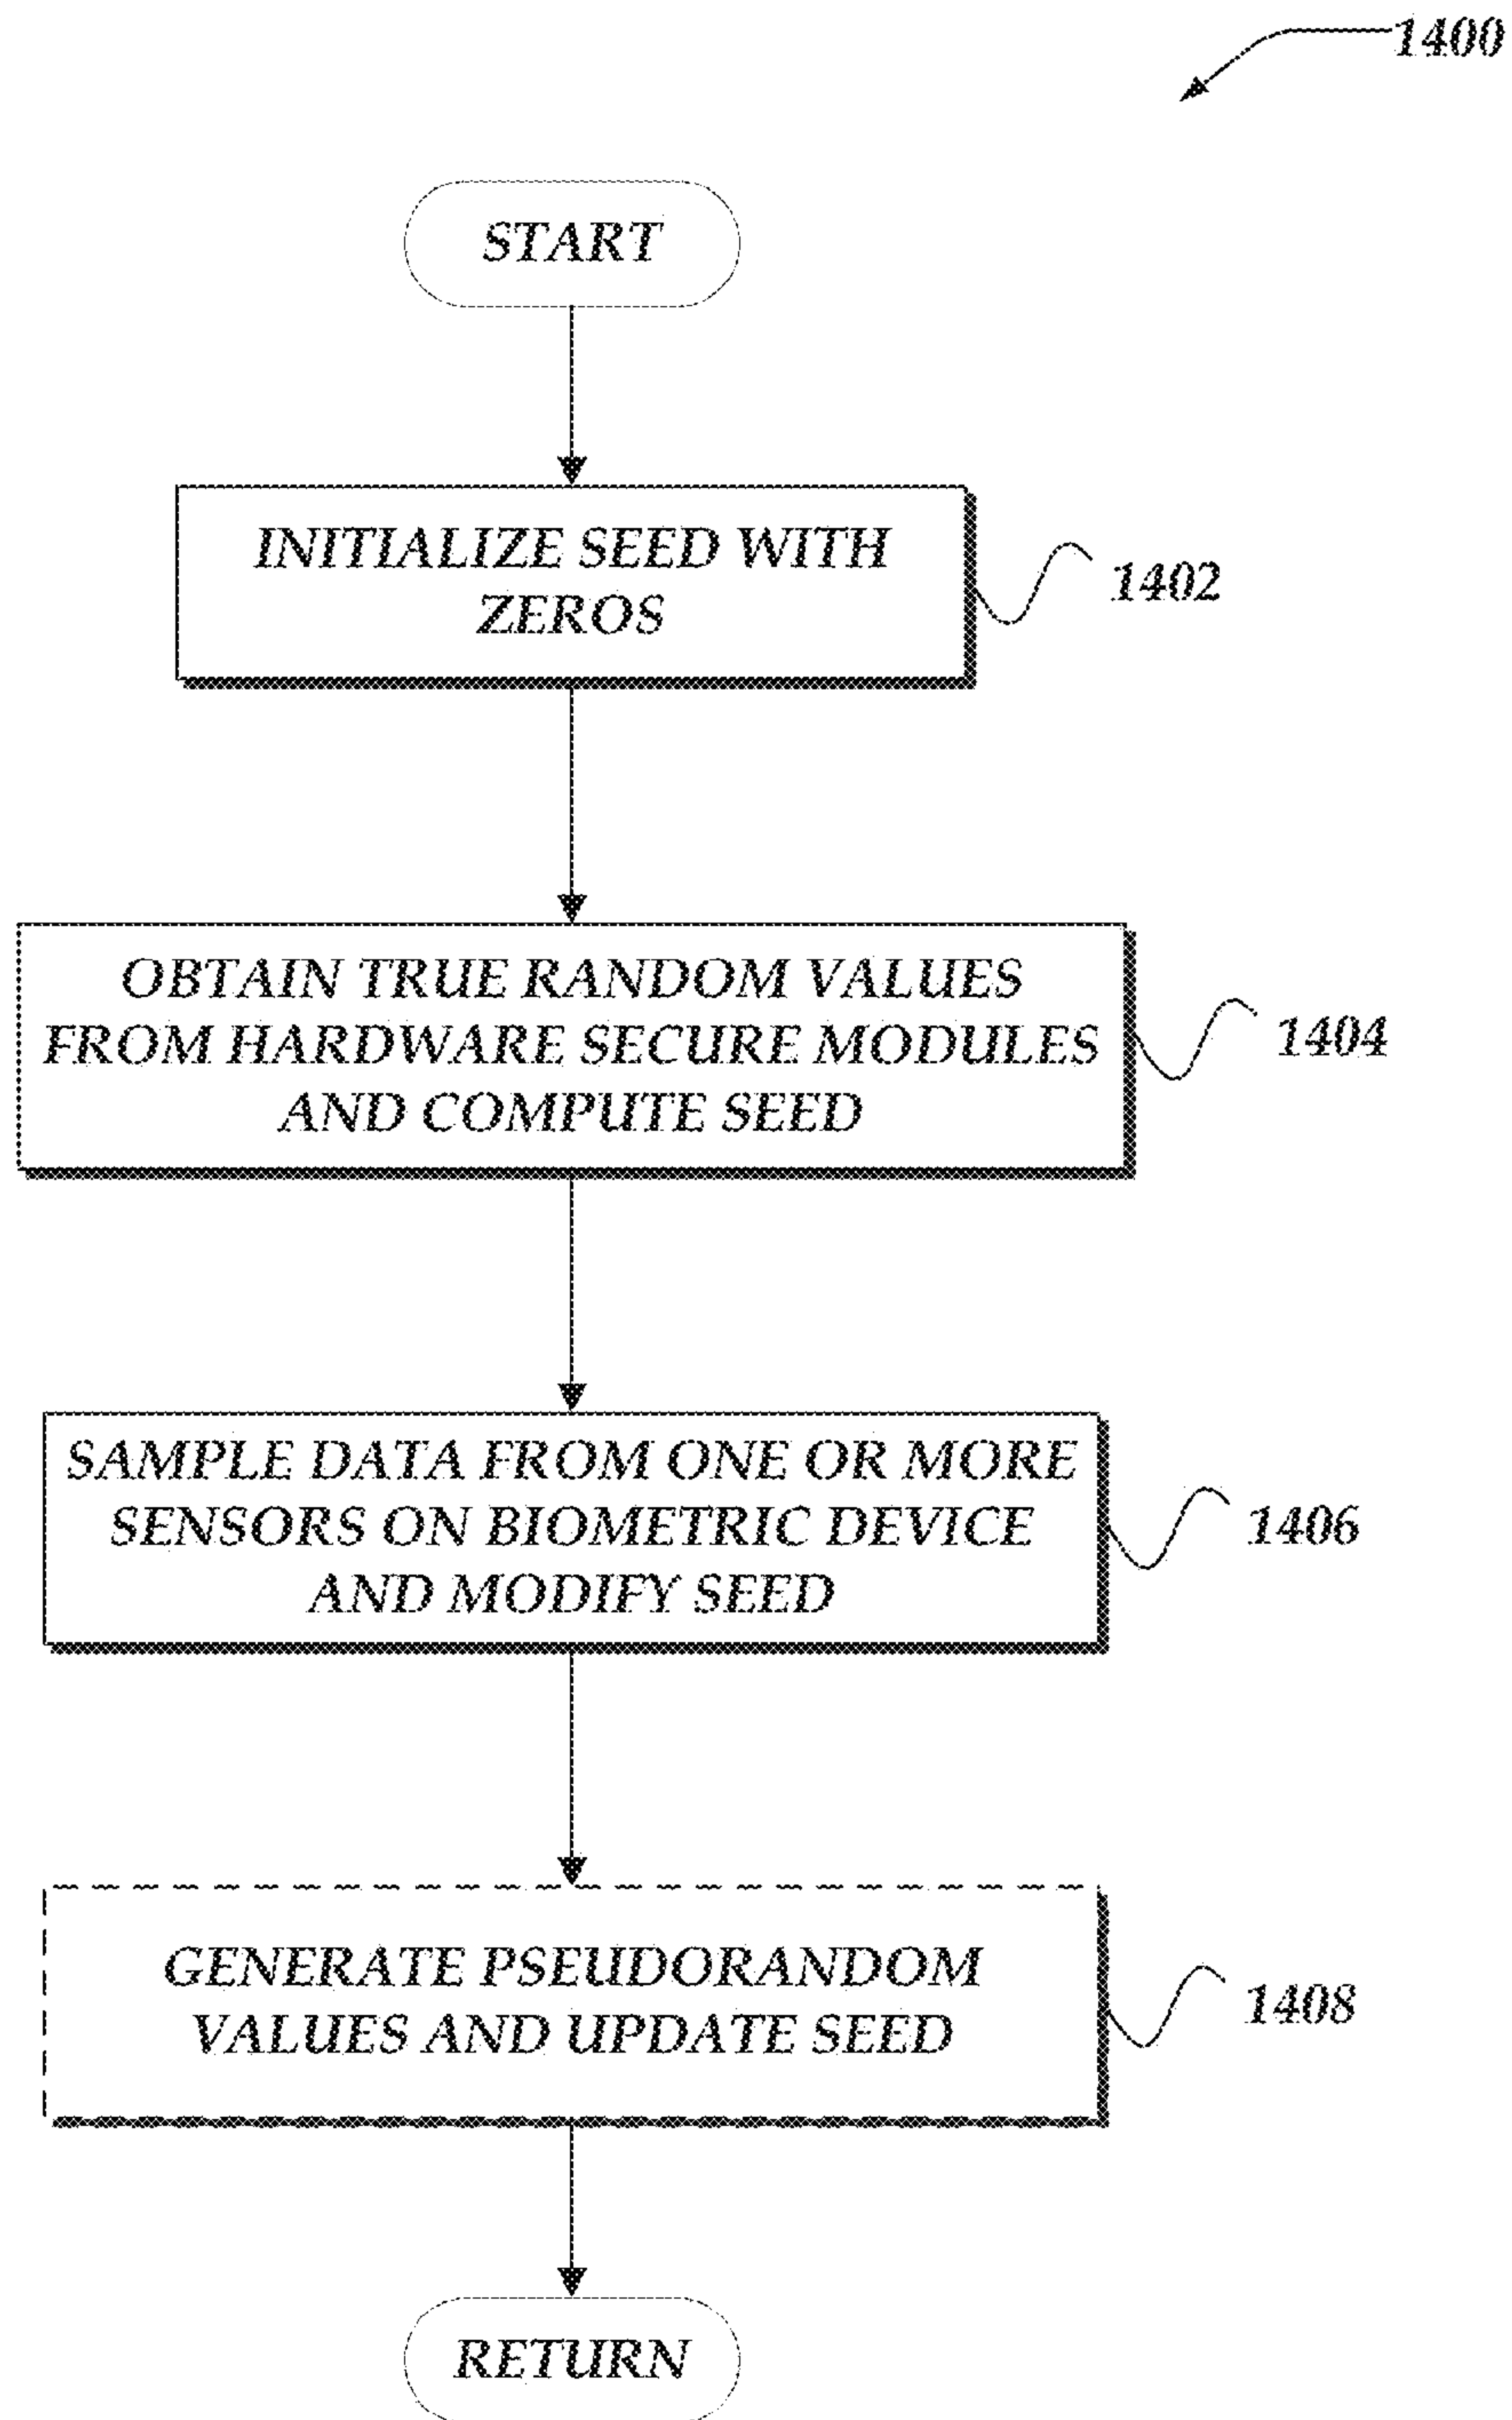 1400
START
INITIALIZE SEED WITH
ZEROS
1402
OBTAIN TRUE RANDOM VALUES
FROM HARDWARE SECURE MODULES
AND COMPUTE SEED
1404
SAMPLE DATA FROM ONE OR MORE
SENSORS ON BIOMETRIC DEVICE
AND MODIFY SEED
1406
GENERATE PSEUDORANDOM
VALUES AND UPDATE SEED
1408
RETURN